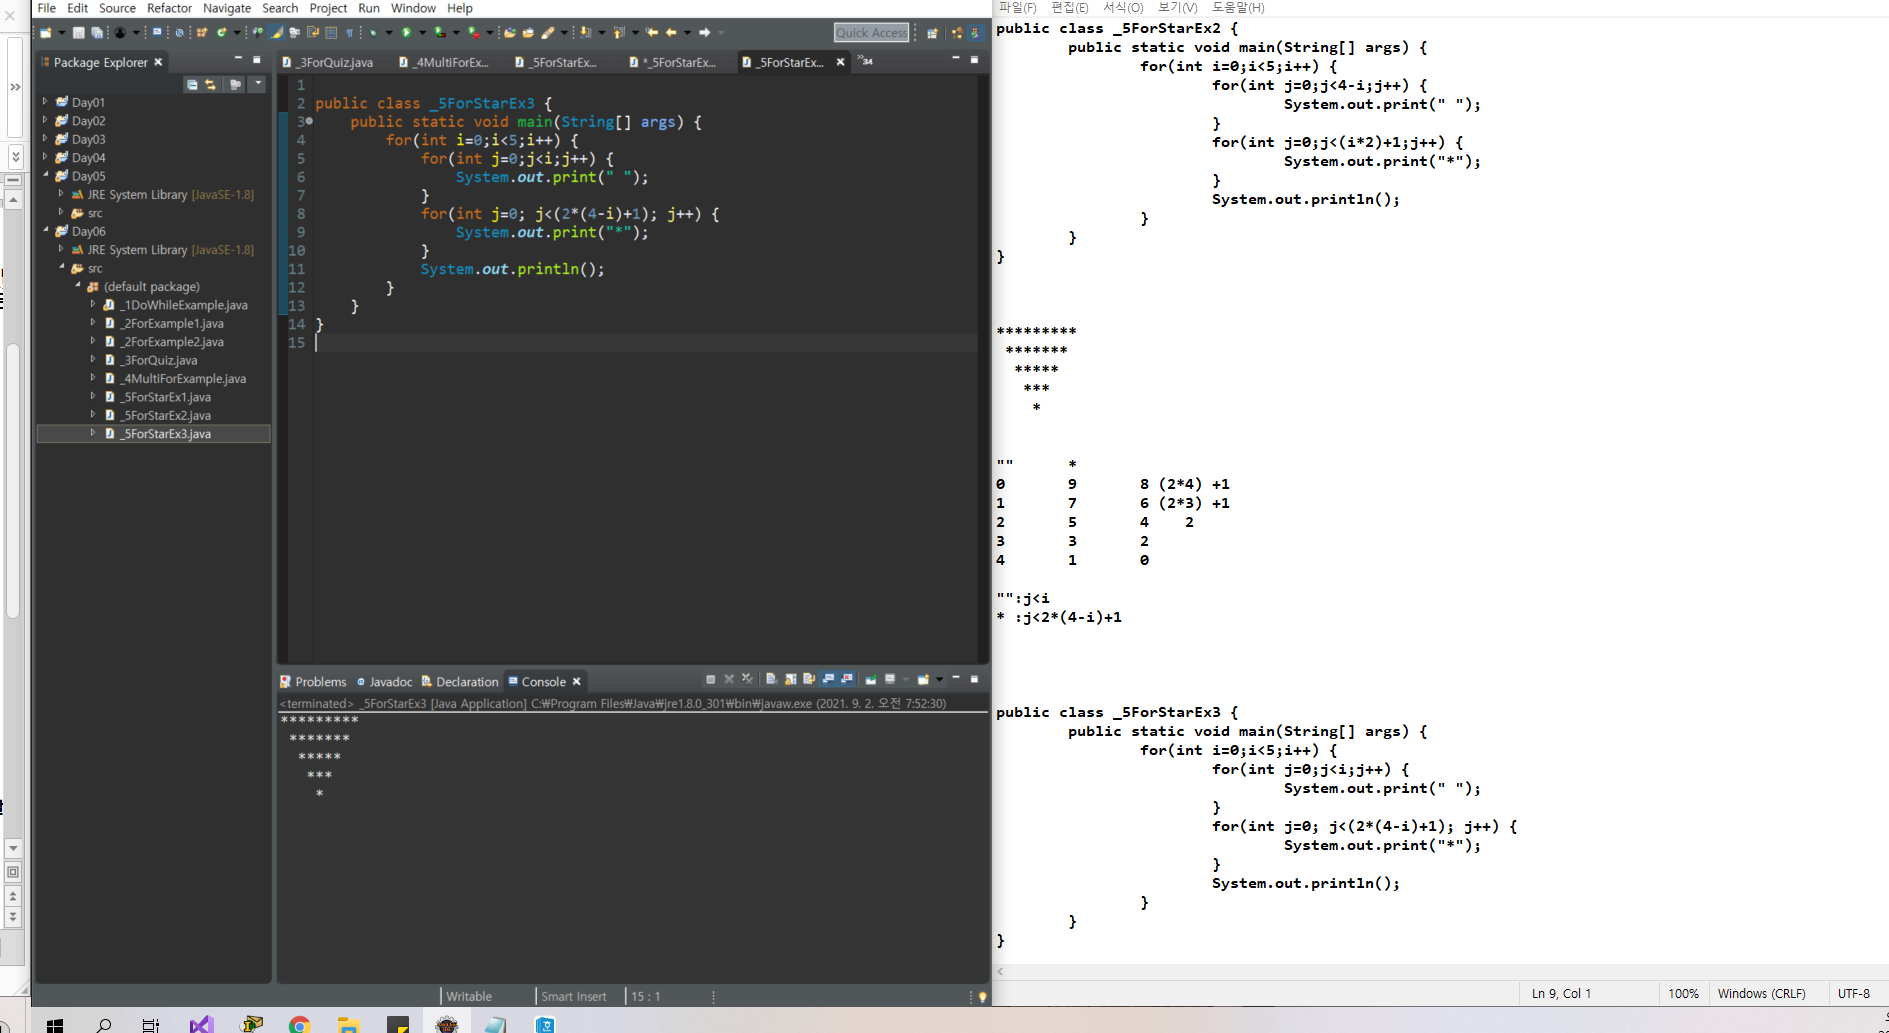 File Edit Source Refactor Navigate Search Project Run Window Help
Quick Access
Package Explorer
Day01
Day02
Day03
Day04
Day05
JRE System Library [JavaSE-1.8]
src
Day06
JRE System Library [JavaSE-1.8]
src
(default package)
_1DoWhileExample.java
_2ForExample1.java
_2ForExample2.java
_3ForQuiz.java
_4MultiForExample.java
_5ForStarEx1.java
_5ForStarEx2.java
_5ForStarEx3.java
_3ForQuiz.java _4MultiForEx... _5ForStarEx... *_5ForStarEx... _5ForStarEx... »34
1
2 public class _5ForStarEx3 {
3 public static void main(String[] args) {
4 for(int i=0;i<5;i++) {
5 for(int j=0;j<i;j++) {
6 System.out.print(" ");
7 }
8 for(int j=0; j<(2*(4-i)+1); j++) {
9 System.out.print("*");
10 }
11 System.out.println();
12 }
13 }
14 }
15
Problems Javadoc Declaration Console
<terminated> _5ForStarEx3 [Java Application] C:₩Program Files₩Java₩jre1.8.0_301₩bin₩javaw.exe (2021. 9. 2. 오전 7:52:30)
*********
*******
*****
***
*
Writable Smart Insert 15 : 1
파일(F) 편집(E) 서식(O) 보기(V) 도움말(H)
public class _5ForStarEx2 {
public static void main(String[] args) {
for(int i=0;i<5;i++) {
for(int j=0;j<4-i;j++) {
System.out.print(" ");
}
for(int j=0;j<(i*2)+1;j++) {
System.out.print("*");
}
System.out.println();
}
}
}
*********
*******
*****
***
*
"" *
0 9 8 (2*4) +1
1 7 6 (2*3) +1
2 5 4 2
3 3 2
4 1 0
"":j<i
* :j<2*(4-i)+1
public class _5ForStarEx3 {
public static void main(String[] args) {
for(int i=0;i<5;i++) {
for(int j=0;j<i;j++) {
System.out.print(" ");
}
for(int j=0; j<(2*(4-i)+1); j++) {
System.out.print("*");
}
System.out.println();
}
}
}
Ln 9, Col 1 100% Windows (CRLF) UTF-8